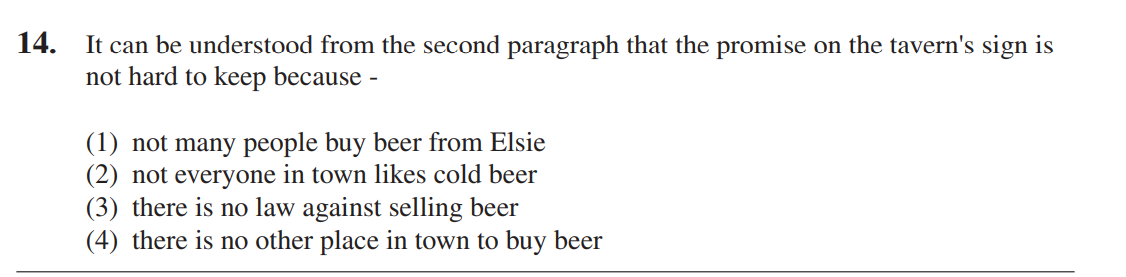 14. It can be understood from the second paragraph that the promise on the tavern's sign is
not hard to keep because -
(1) not many people buy beer from Elsie
(2) not everyone in town likes cold beer
(3) there is no law against selling beer
(4) there is no other place in town to buy beer